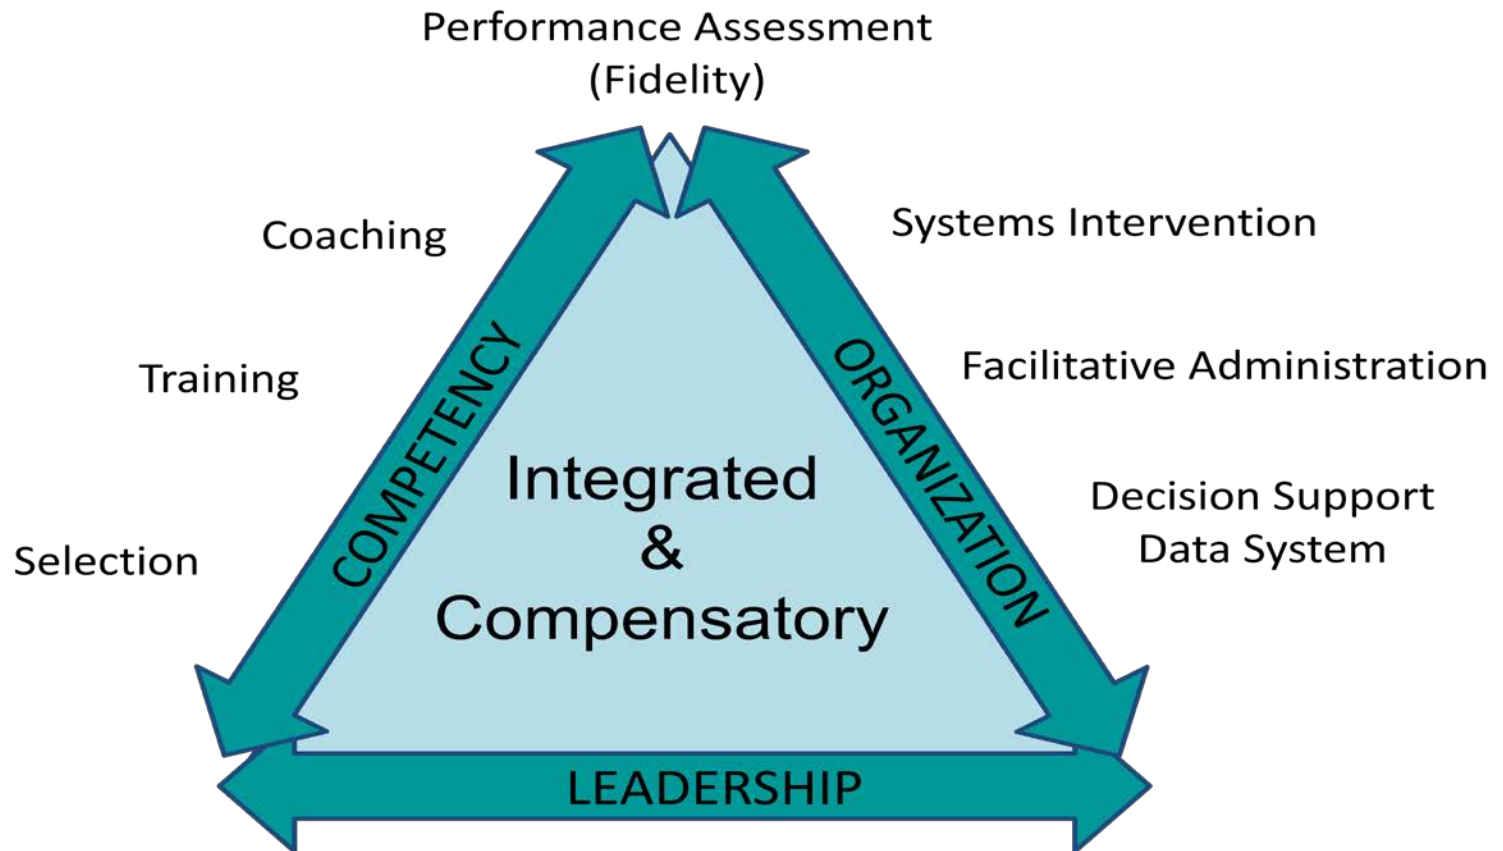 Performance Assessment
(Fidelity)
Coaching
Systems Intervention
Training
Facilitative Administration
COMPETENCY
ORGANIZATION
Integrated
&
Compensatory
Decision Support
Data System
Selection
LEADERSHIP